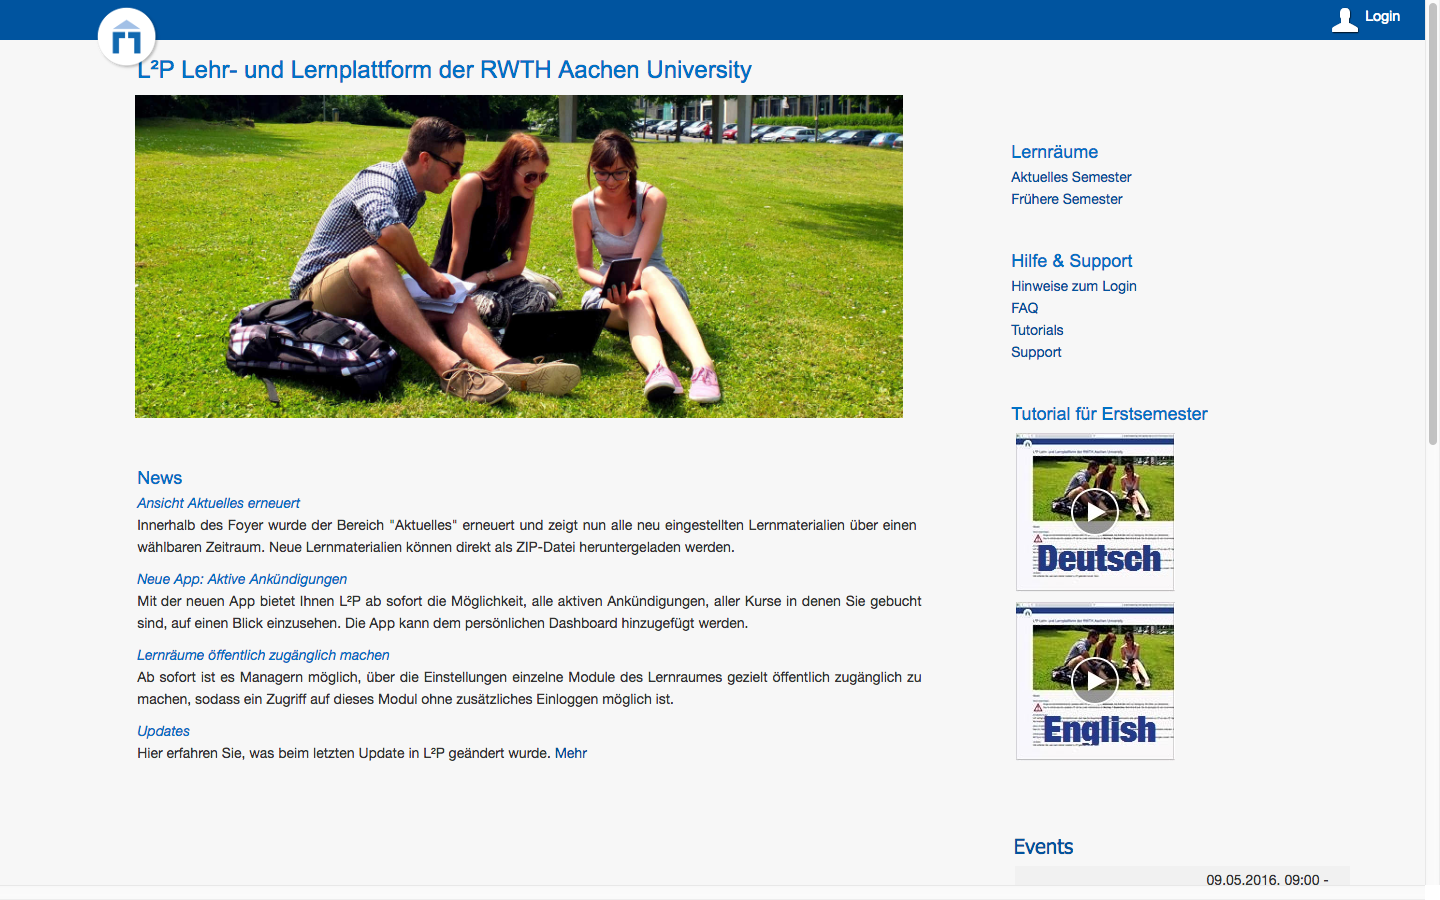 Login
L²P Lehr- und Lernplattform der RWTH Aachen University
Lernräume
Aktuelles Semester
Frühere Semester
Hilfe & Support
Hinweise zum Login
FAQ
Tutorials
Support
Tutorial für Erstsemester
Deutsch
English
News
Ansicht Aktuelles erneuert
Innerhalb des Foyer wurde der Bereich "Aktuelles" erneuert und zeigt nun alle neu eingestellten Lernmaterialien über einen
wählbaren Zeitraum. Neue Lernmaterialien können direkt als ZIP-Datei heruntergeladen werden.
Neue App: Aktive Ankündigungen
Mit der neuen App bietet Ihnen L²P ab sofort die Möglichkeit, alle aktiven Ankündigungen, aller Kurse in denen Sie gebucht
sind, auf einen Blick einzusehen. Die App kann dem persönlichen Dashboard hinzugefügt werden.
Lernräume öffentlich zugänglich machen
Ab sofort ist es Managern möglich, über die Einstellungen einzelne Module des Lernraumes gezielt öffentlich zugänglich zu
machen, sodass ein Zugriff auf dieses Modul ohne zusätzliches Einloggen möglich ist.
Updates
Hier erfahren Sie, was beim letzten Update in L²P geändert wurde. Mehr
Events
09.05.2016, 09:00 -